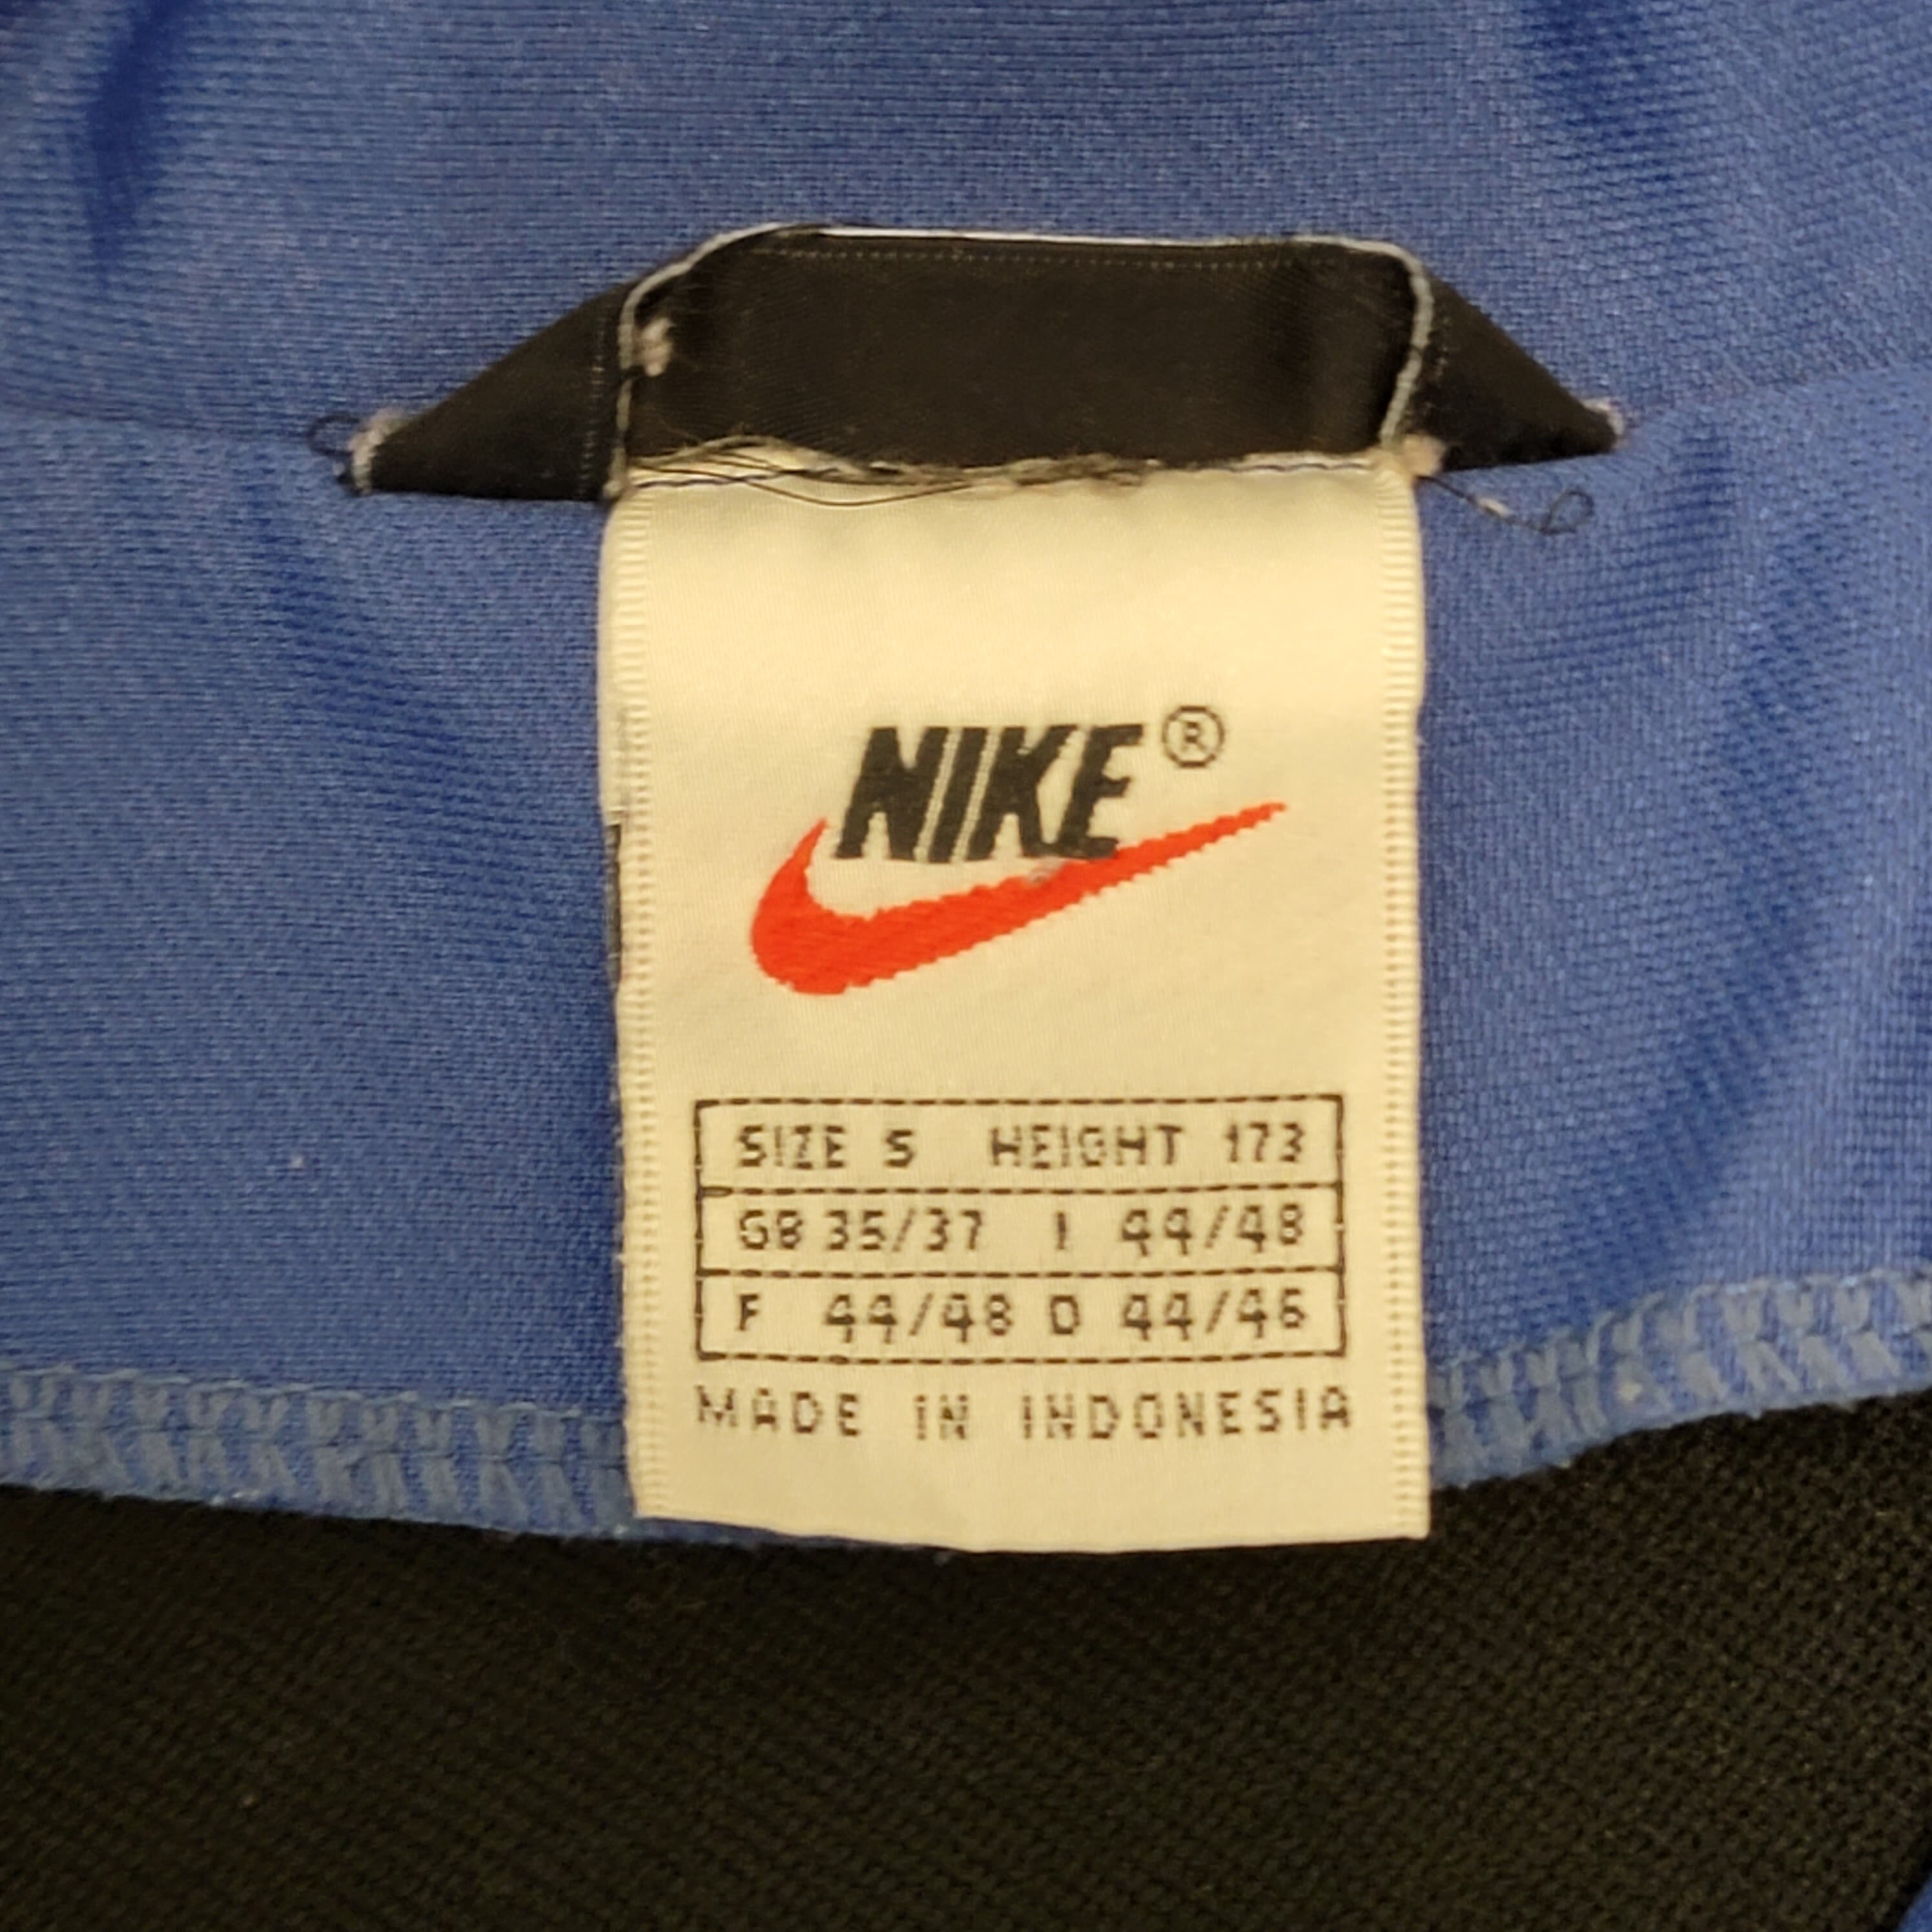 NIKE®
SIZE S HEIGHT 173
GB 35/37 I 44/48
F 44/48 D 44/46
MADE IN INDONESIA